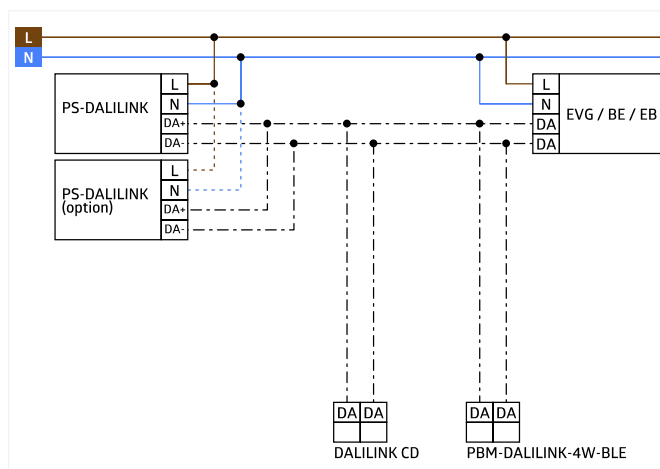 L
N
PS-DALILINK
L
N
DA+
DA-
EVG / BE / EB
L
N
DA
DA
PS-DALILINK
(option)
L
N
DA+
DA-
DA DA
DALILINK CD
DA DA
PBM-DALILINK-4W-BLE